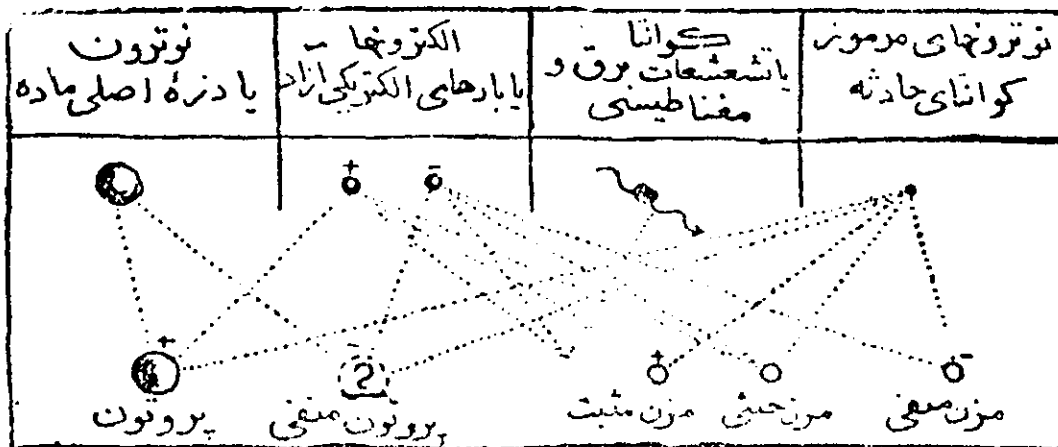 نوترون
یا دزهٔ اصلی ماده
الکترونها
یا بارهای الکتریکی آزاد
کوانتا
یا تشعشعات برق و
مغناطیسی
نوترونهای مرموز
کوانتای حادثه
+
-
+
-
?
+
-
پروتون
پروتون منفی
مزن مثبت
مزن خنثی
مزن منفی